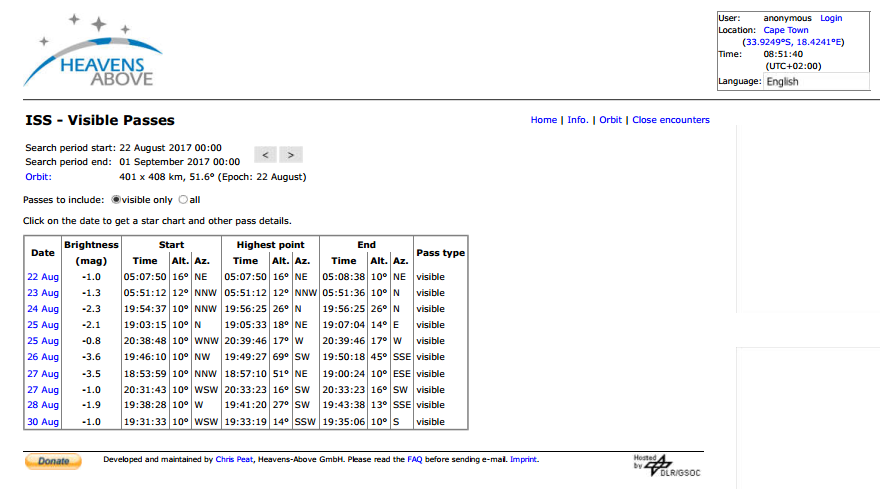 HEAVENS
ABOVE
User: anonymous Login
Location: Cape Town
(33.9249°S, 18.4241°E)
Time: 08:51:40
(UTC+02:00)
Language: English
ISS - Visible Passes
Home | Info. | Orbit | Close encounters
Search period start: 22 August 2017 00:00
Search period end: 01 September 2017 00:00
< >
Orbit: 401 x 408 km, 51.6° (Epoch: 22 August)
Passes to include: visible only all
Click on the date to get a star chart and other pass details.
Date Brightness Start Highest point End Pass type
(mag) Time Alt. Az. Time Alt. Az. Time Alt. Az.
22 Aug -1.0 05:07:50 16° NE 05:07:50 16° NE 05:08:38 10° NE visible
23 Aug -1.3 05:51:12 12° NNW 05:51:12 12° NNW 05:51:36 10° N visible
24 Aug -2.3 19:54:37 10° NNW 19:56:25 26° N 19:56:25 26° N visible
25 Aug -2.1 19:03:15 10° N 19:05:33 18° NE 19:07:04 14° E visible
25 Aug -0.8 20:38:48 10° WNW 20:39:46 17° W 20:39:46 17° W visible
26 Aug -3.6 19:46:10 10° NW 19:49:27 69° SW 19:50:18 45° SSE visible
27 Aug -3.5 18:53:59 10° NNW 18:57:10 51° NE 19:00:24 10° ESE visible
27 Aug -1.0 20:31:43 10° WSW 20:33:23 16° SW 20:33:23 16° SW visible
28 Aug -1.9 19:38:28 10° W 19:41:20 27° SW 19:43:38 13° SSE visible
30 Aug -1.0 19:31:33 10° WSW 19:33:19 14° SSW 19:35:06 10° S visible
Donate
Developed and maintained by Chris Peat, Heavens-Above GmbH. Please read the FAQ before sending e-mail. Imprint.
Hosted
by
DLR/GSOC